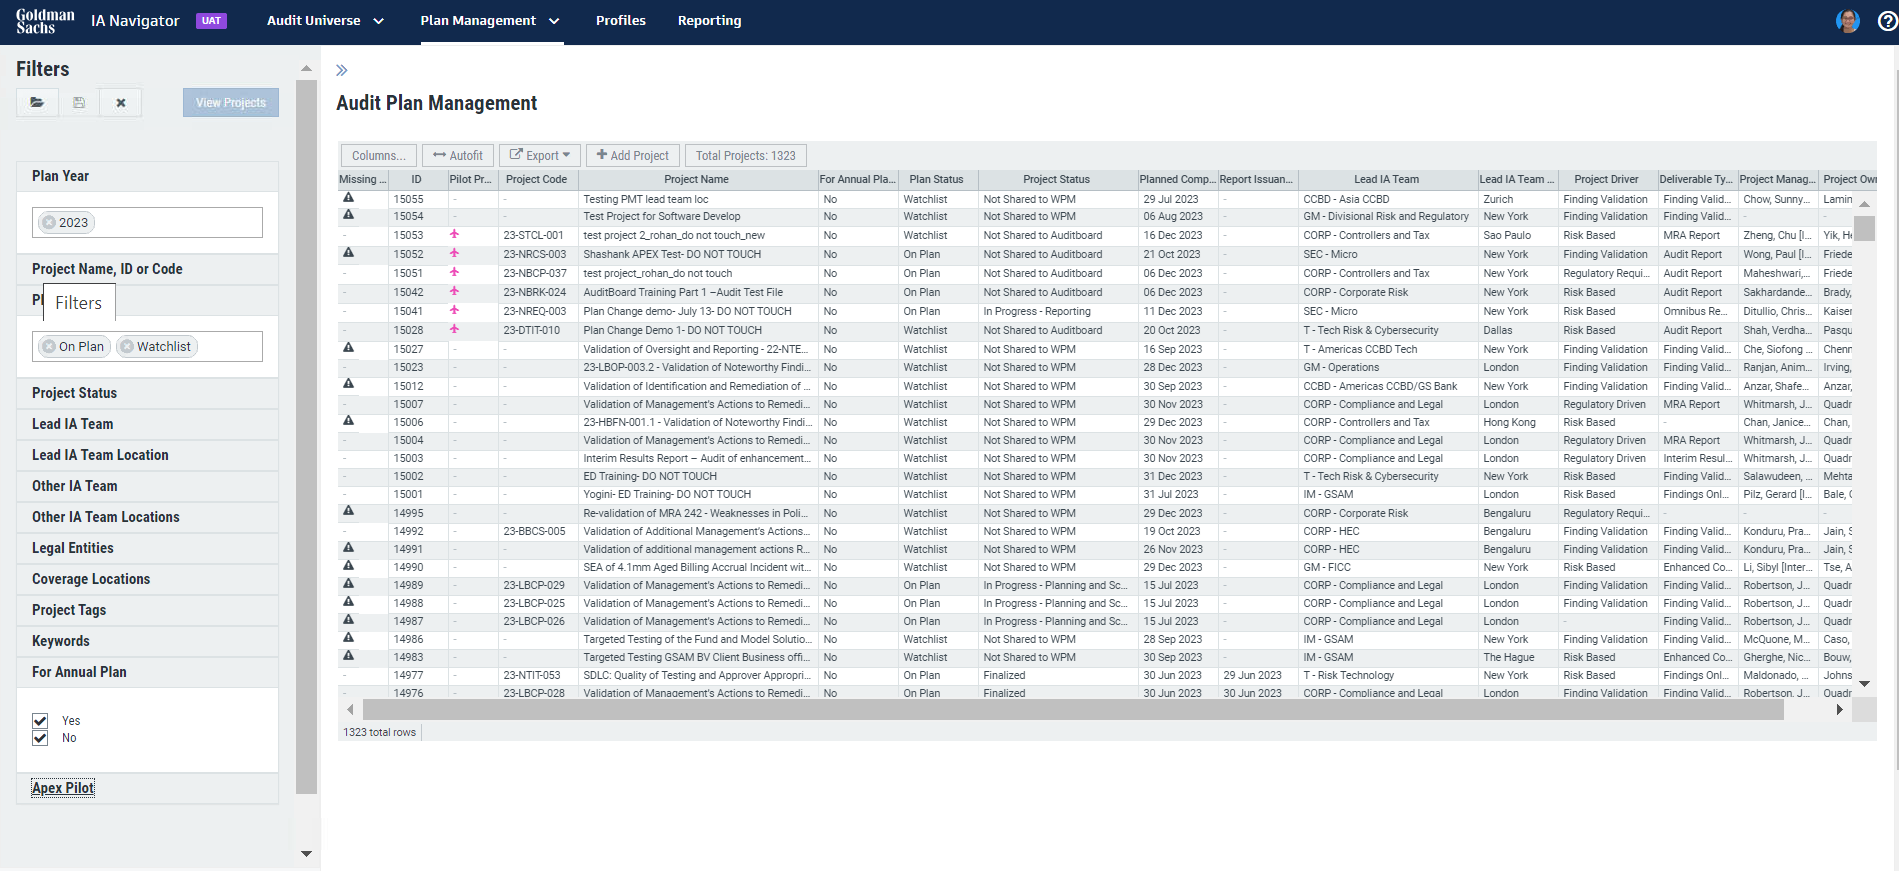 Goldman
Sachs
IA Navigator UAT Audit Universe Plan Management Profiles Reporting
Filters
View Projects
Plan Year
2023
Project Name, ID or Code
Pl
Filters
On Plan Watchlist
Project Status
Lead IA Team
Lead IA Team Location
Other IA Team
Other IA Team Locations
Legal Entities
Coverage Locations
Project Tags
Keywords
For Annual Plan
Yes
No
Apex Pilot
Audit Plan Management
Columns... Autofit Export Add Project Total Projects: 1323
Missing ... ID Pilot Pr... Project Code Project Name For Annual Pla... Plan Status Project Status Planned Comp... Report Issuan... Lead IA Team Lead IA Team ... Project Driver Deliverable Ty... Project Manag... Project Own
15055 - - Testing PMT lead team loc No Watchlist Not Shared to WPM 29 Jul 2023 - CCBD - Asia CCBD Zurich Finding Validation Finding Valid... Chow, Sunny... Lamin
15054 - - Test Project for Software Develop No Watchlist Not Shared to WPM 06 Aug 2023 - GM - Divisional Risk and Regulatory New York Finding Validation Finding Valid... - -
- 15053 23-STCL-001 test project 2_rohan_do not touch_new No Watchlist Not Shared to Auditboard 16 Dec 2023 - CORP - Controllers and Tax Sao Paulo Risk Based MRA Report Zheng, Chu [I... Yik, He
15052 23-NRCS-003 Shashank APEX Test- DO NOT TOUCH No On Plan Not Shared to Auditboard 21 Oct 2023 - SEC - Micro New York Finding Validation Audit Report Wong, Paul [I... Friede
- 15051 23-NBCP-037 test project_rohan_do not touch No On Plan Not Shared to Auditboard 06 Dec 2023 - CORP - Controllers and Tax New York Regulatory Requi... Audit Report Maheshwari,... Friede
- 15042 23-NBRK-024 AuditBoard Training Part 1 –Audit Test File No On Plan Not Shared to Auditboard 06 Dec 2023 - CORP - Corporate Risk New York Risk Based Audit Report Sakhardande... Brady,
- 15041 23-NREQ-003 Plan Change demo- July 13- DO NOT TOUCH No On Plan In Progress - Reporting 11 Dec 2023 - SEC - Micro New York Risk Based Omnibus Re... Ditullio, Chris... Kaiser
- 15028 23-DTIT-010 Plan Change Demo 1- DO NOT TOUCH No Watchlist Not Shared to Auditboard 20 Oct 2023 - T - Tech Risk & Cybersecurity Dallas Risk Based Audit Report Shah, Verdha... Pasqu
15027 - - Validation of Oversight and Reporting - 22-NTE... No Watchlist Not Shared to WPM 16 Sep 2023 - T - Americas CCBD Tech New York Finding Validation Finding Valid... Che, Siofong ... Chenn
- 15023 - - 23-LBOP-003.2 - Validation of Noteworthy Findi... No Watchlist Not Shared to WPM 28 Dec 2023 - GM - Operations London Finding Validation Finding Valid... Ranjan, Anim... Irving,
15012 - - Validation of Identification and Remediation of ... No Watchlist Not Shared to WPM 30 Sep 2023 - CCBD - Americas CCBD/GS Bank New York Finding Validation Finding Valid... Anzar, Shafe... Anzar,
- 15007 - - Validation of Management's Actions to Remedi... No Watchlist Not Shared to WPM 30 Nov 2023 - CORP - Compliance and Legal London Regulatory Driven MRA Report Whitmarsh, J... Quadr
15006 - - 23-HBFN-001.1 - Validation of Noteworthy Findi... No Watchlist Not Shared to WPM 29 Dec 2023 - CORP - Controllers and Tax Hong Kong Risk Based - Chan, Janice... Chan,
- 15004 - - Validation of Management's Actions to Remedi... No Watchlist Not Shared to WPM 30 Nov 2023 - CORP - Compliance and Legal London Regulatory Driven MRA Report Whitmarsh, J... Quadr
- 15003 - - Interim Results Report – Audit of enhancement... No Watchlist Not Shared to WPM 30 Nov 2023 - CORP - Compliance and Legal London Regulatory Driven Interim Resul... Whitmarsh, J... Quadr
- 15002 - - ED Training- DO NOT TOUCH No Watchlist Not Shared to WPM 31 Dec 2023 - T - Tech Risk & Cybersecurity New York Risk Based Audit Report Salawudeen, ... Mehta
- 15001 - - Yogini- ED Training- DO NOT TOUCH No Watchlist Not Shared to WPM 31 Jul 2023 - IM - GSAM London Risk Based Findings Onl... Pilz, Gerard [I... Bale, C
14995 - - Re-validation of MRA 242 - Weaknesses in Poli... No Watchlist Not Shared to WPM 29 Dec 2023 - CORP - Corporate Risk Bengaluru Regulatory Requi... - - -
- 14992 - 23-BBCS-005 Validation of Additional Management's Actions... No Watchlist Not Shared to WPM 19 Oct 2023 - CORP - HEC Bengaluru Finding Validation Finding Valid... Konduru, Pra... Jain, S
14991 - - Validation of additional management actions R... No Watchlist Not Shared to WPM 26 Nov 2023 - CORP - HEC Bengaluru Finding Validation Finding Valid... Konduru, Pra... Jain, S
14990 - - SEA of 4.1mm Aged Billing Accrual Incident wit... No Watchlist Not Shared to WPM 29 Dec 2023 - GM - FICC New York Risk Based Enhanced Co... Li, Sibyl [Inter... Tse, A
14989 - 23-LBCP-029 Validation of Management's Actions to Remedi... No On Plan In Progress - Planning and Sc... 15 Jul 2023 - CORP - Compliance and Legal London Finding Validation Finding Valid... Robertson, J... Quadr
14988 - 23-LBCP-025 Validation of Management's Actions to Remedi... No On Plan In Progress - Planning and Sc... 15 Jul 2023 - CORP - Compliance and Legal London Finding Validation Finding Valid... Robertson, J... Quadr
14987 - 23-LBCP-026 Validation of Management's Actions to Remedi... No On Plan In Progress - Planning and Sc... 15 Jul 2023 - CORP - Compliance and Legal London - Finding Valid... Robertson, J... Quadr
14986 - - Targeted Testing of the Fund and Model Solutio... No Watchlist Not Shared to WPM 28 Sep 2023 - IM - GSAM New York Finding Validation Finding Valid... McQuone, M... Caso,
14983 - - Targeted Testing GSAM BV Client Business offi... No Watchlist Not Shared to WPM 30 Sep 2023 - IM - GSAM The Hague Risk Based Enhanced Co... Gherghe, Nic... Bouw,
- 14977 - 23-NTIT-053 SDLC: Quality of Testing and Approver Appropri... No On Plan Finalized 30 Jun 2023 29 Jun 2023 T - Risk Technology New York Risk Based Findings Onl... Maldonado, ... Johns
- 14976 - 23-LBCP-028 Validation of Management's Actions to Remedi... No On Plan Finalized 30 Jun 2023 30 Jun 2023 CORP - Compliance and Legal London Finding Validation Finding Valid... Robertson, J... Quadr
1323 total rows